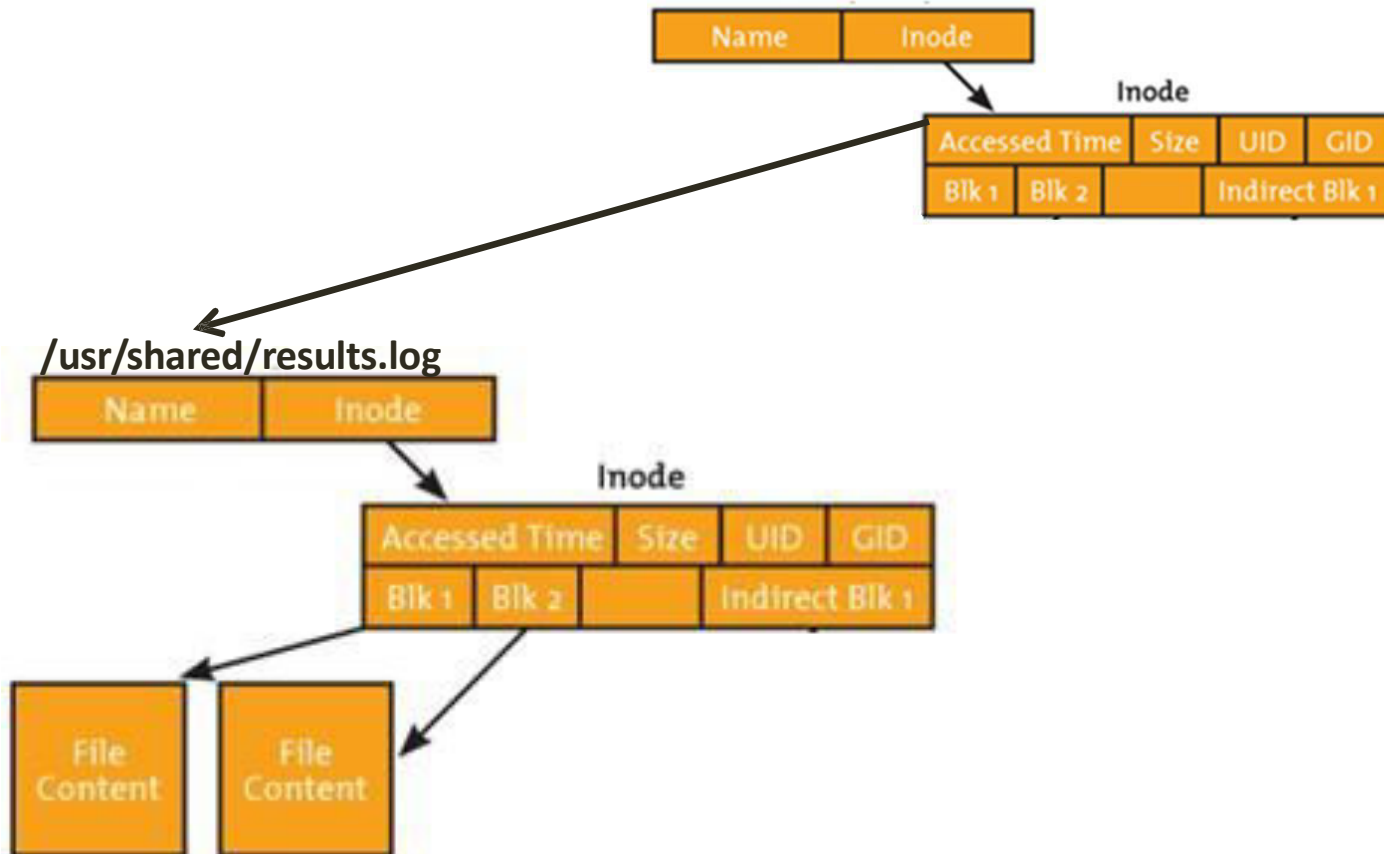 Name Inode
Inode
Accessed Time Size UID GID
Blk 1 Blk 2 Indirect Blk 1
/usr/shared/results.log
Name Inode
Inode
Accessed Time Size UID GID
Blk 1 Blk 2 Indirect Blk 1
File File
Content Content